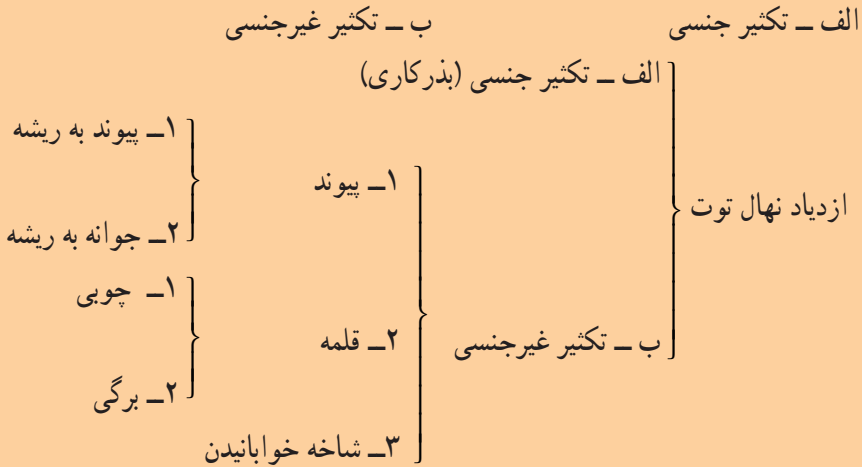 الف ــ تکثیر جنسی
ب ــ تکثیر غیرجنسی
ازدیاد نهال توت
الف ــ تکثیر جنسی (بذرکاری)
ب ــ تکثیر غیرجنسی
۱ــ پیوند
۱ــ پیوند به ریشه
۲ــ جوانه به ریشه
۲ــ قلمه
۱ــ چوبی
۲ــ برگی
۳ــ شاخه خوابانیدن